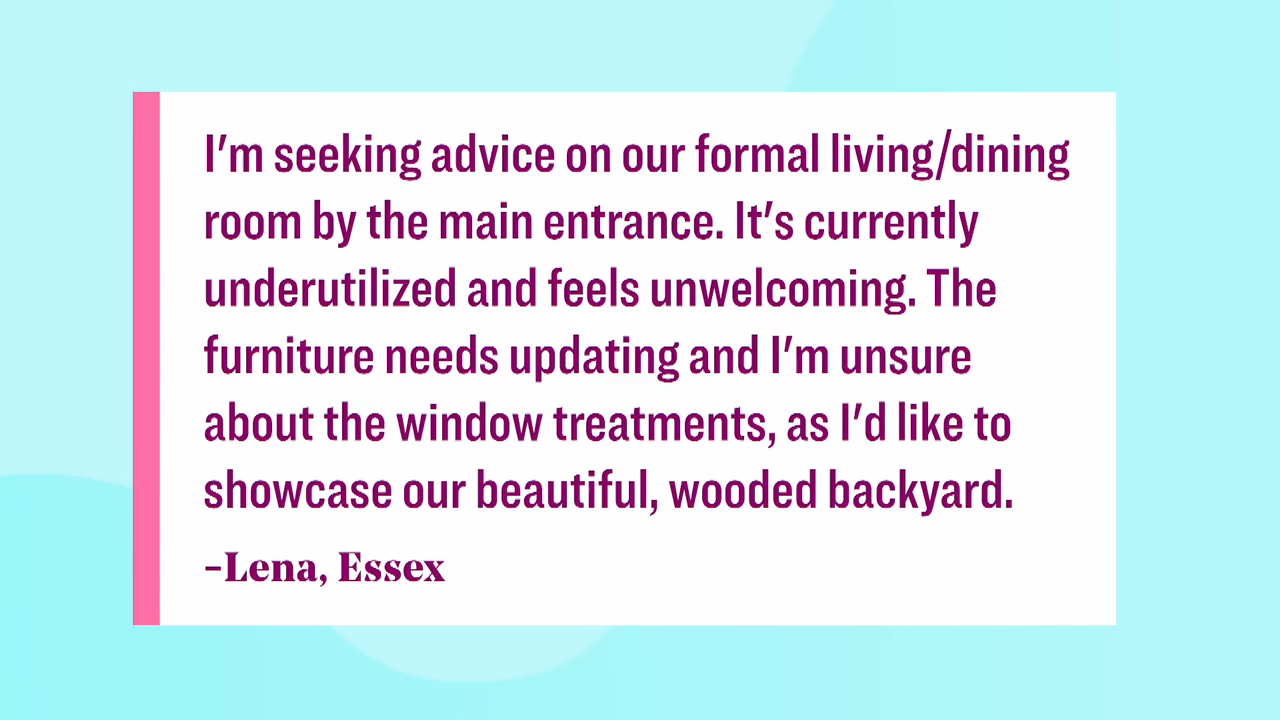 I'm seeking advice on our formal living/dining
room by the main entrance. It's currently
underutilized and feels unwelcoming. The
furniture needs updating and I'm unsure
about the window treatments, as I'd like to
showcase our beautiful, wooded backyard.
–Lena, Essex